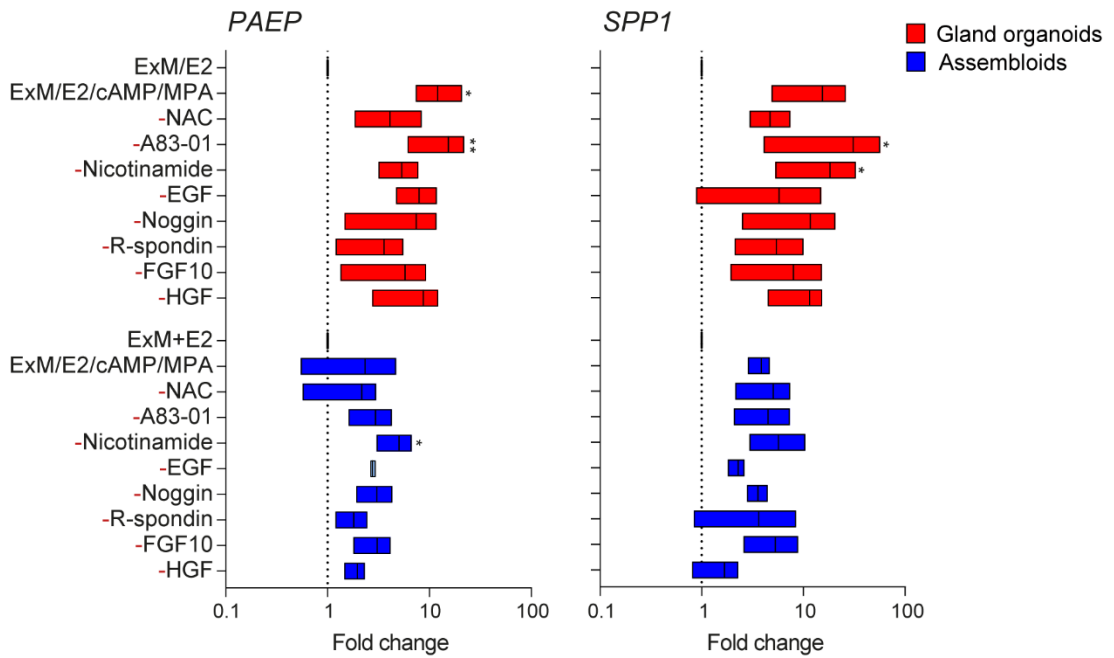 PAEP
SPP1
Gland organoids
Assembloids
ExM/E2
ExM/E2/cAMP/MPA
*
-NAC
-A83-01
**
*
-Nicotinamide
*
-EGF
-Noggin
-R-spondin
-FGF10
-HGF
ExM+E2
ExM/E2/cAMP/MPA
-NAC
-A83-01
-Nicotinamide
*
-EGF
-Noggin
-R-spondin
-FGF10
-HGF
0.1 1 10 100
0.1 1 10 100
Fold change
Fold change